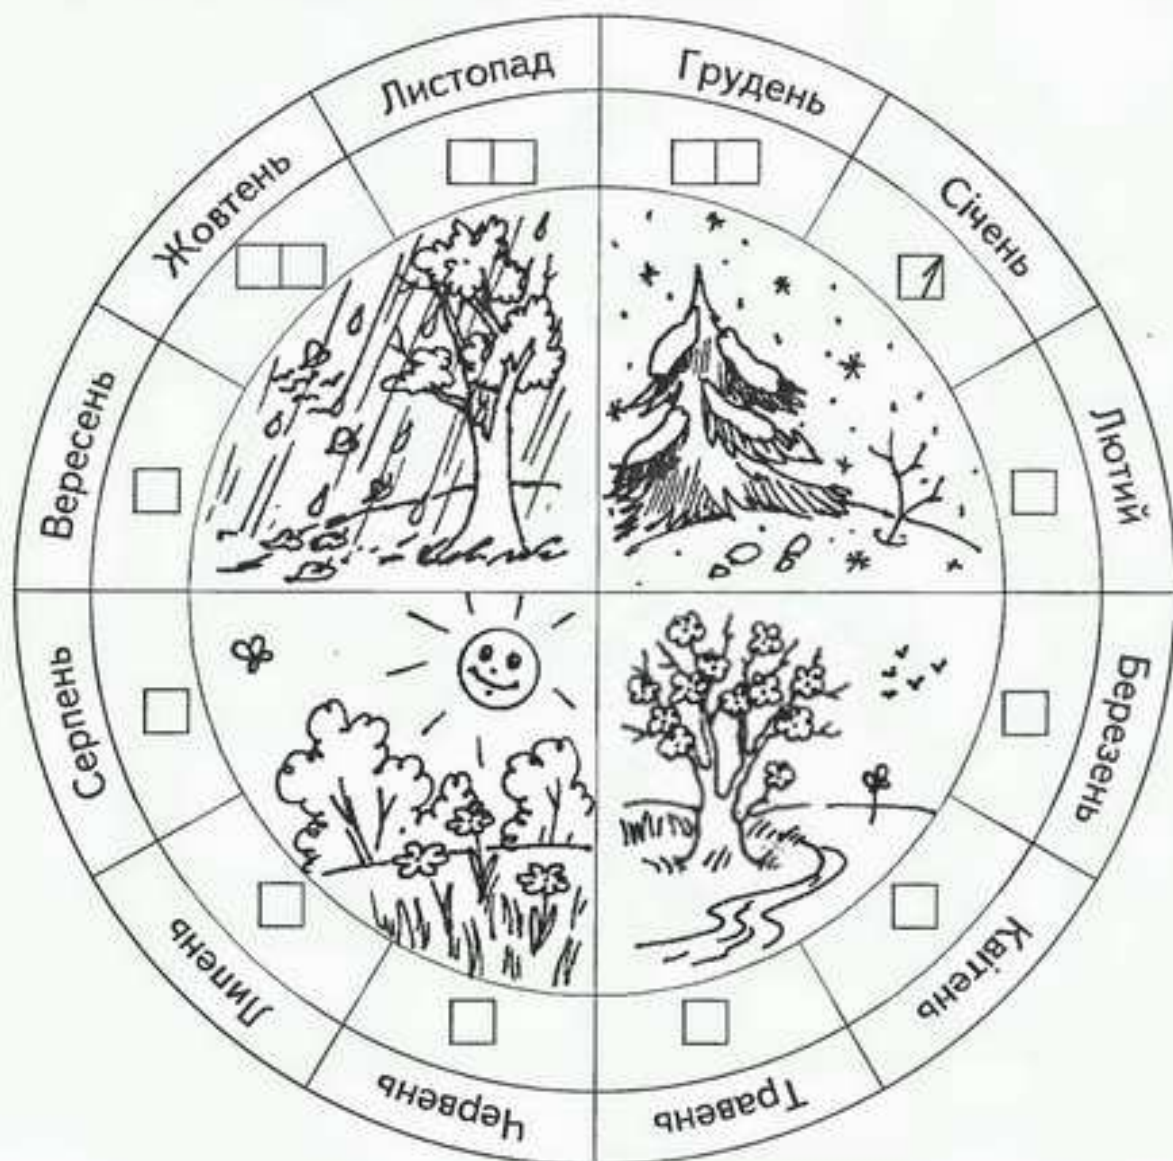 Грудень
Січень
1
Лютий
Березень
Квітень
Травень
Червень
Липень
Серпень
Вересень
Жовтень
Листопад